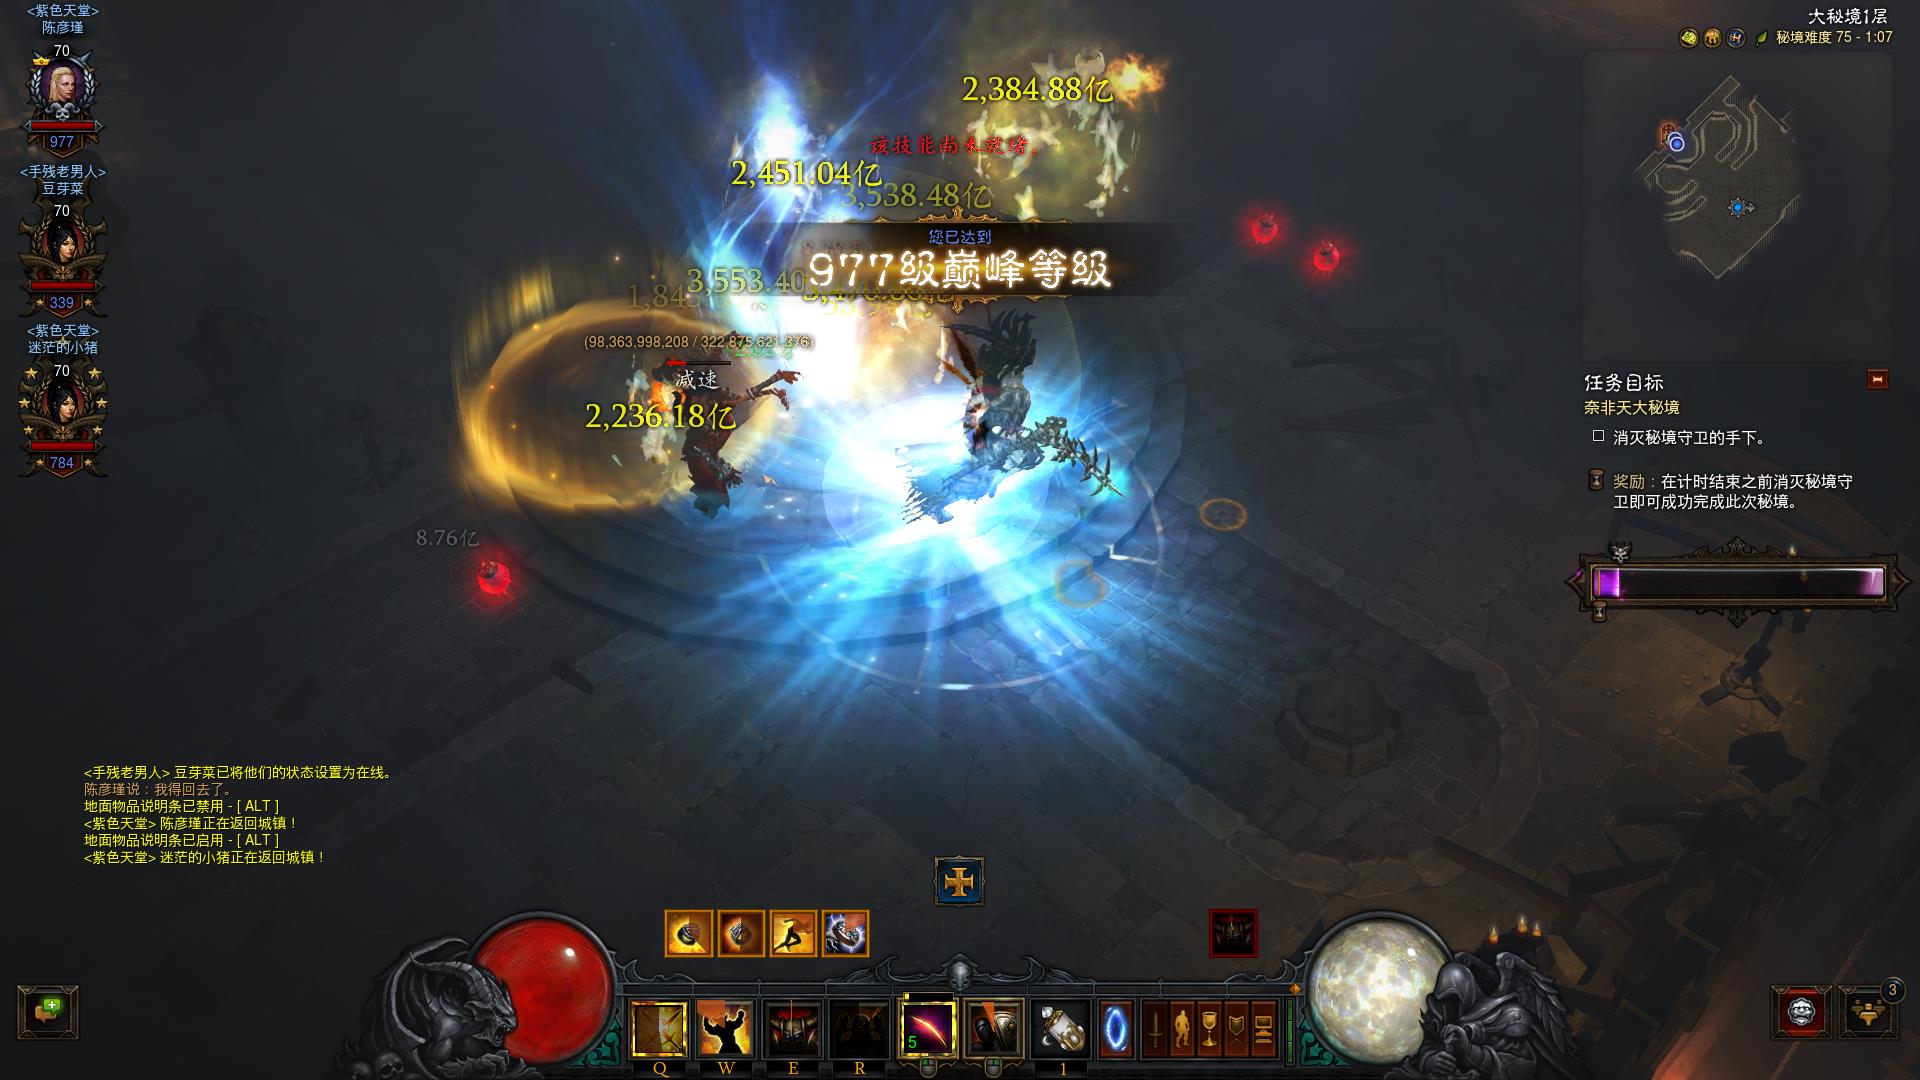 <紫色天堂>
陈彦瑾
70
977
<手残老男人>
豆芽菜
70
339
<紫色天堂>
迷茫的小猪
70
784
大秘境1层
秘境难度 75 - 1:07
2,384.88亿
该技能尚未就绪。
2,451.04亿
3,538.48亿
您已达到
977级巅峰等级
3,553.40
1,84
(98,363,998,208 / 322,875,621,376)
减速
2,236.18亿
8.76亿
任务目标
奈非天大秘境
消灭秘境守卫的手下。
奖励：在计时结束之前消灭秘境守
卫即可成功完成此次秘境。
<手残老男人> 豆芽菜已将他们的状态设置为在线。
陈彦瑾说：我得回去了。
地面物品说明条已禁用 - [ ALT ]
<紫色天堂> 陈彦瑾正在返回城镇！
地面物品说明条已启用 - [ ALT ]
<紫色天堂> 迷茫的小猪正在返回城镇！
5
Q W E R 1
3